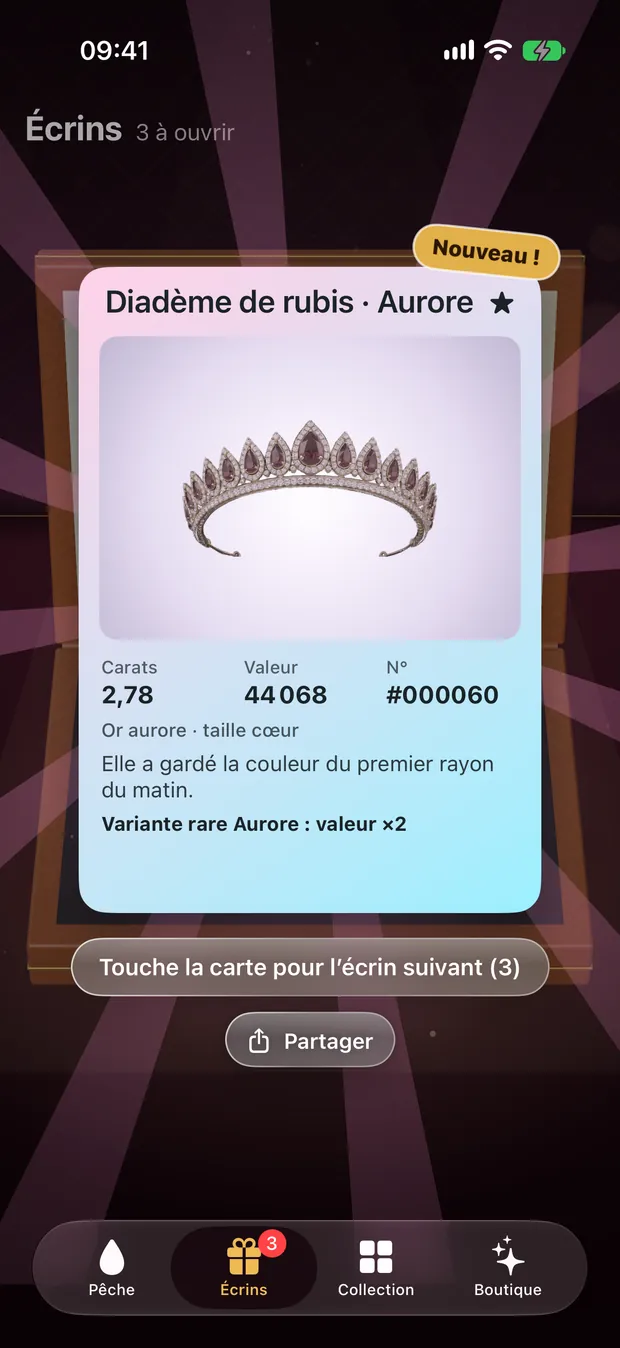 09:41
Écrins 3 à ouvrir
Nouveau !
Diadème de rubis · Aurore ★
Carats Valeur N°
2,78 44 068 #000060
Or aurore · taille cœur
Elle a gardé la couleur du premier rayon
du matin.
Variante rare Aurore : valeur ×2
Touche la carte pour l’écrin suivant (3)
Partager
3
Pêche Écrins Collection Boutique